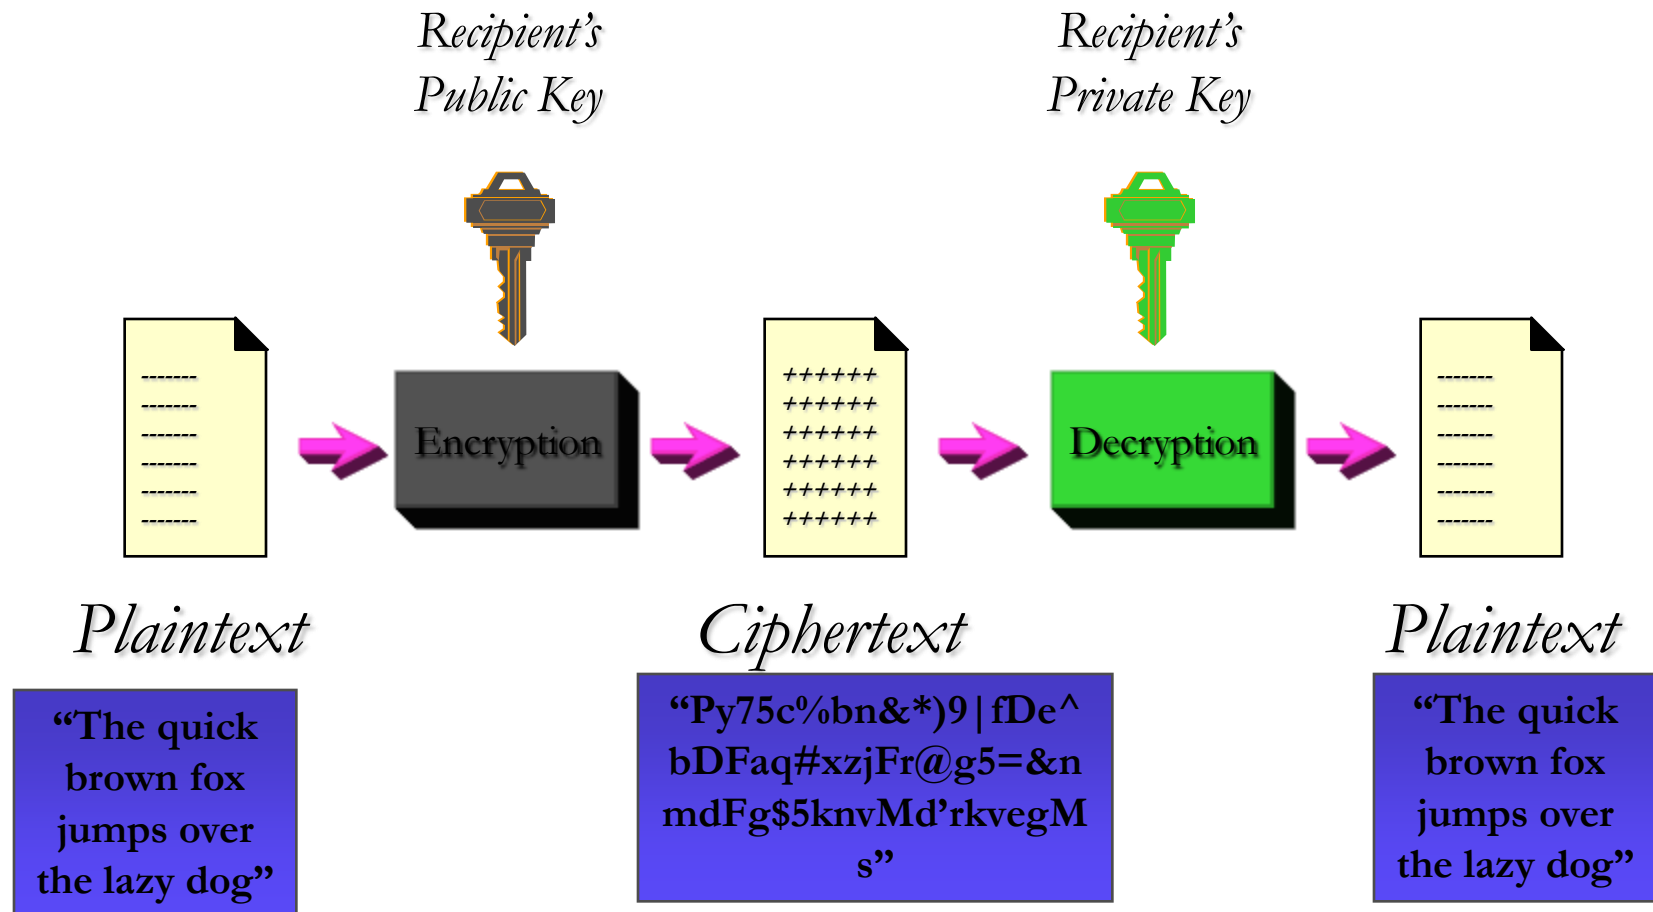 Recipient’s
Public Key
Recipient’s
Private Key
-------
-------
-------
-------
-------
-------
Encryption
++++++
++++++
++++++
++++++
++++++
++++++
Decryption
-------
-------
-------
-------
-------
-------
Plaintext
Ciphertext
Plaintext
“The quick
brown fox
jumps over
the lazy dog”
“Py75c%bn&*)9|fDe^
bDFaq#xzjFr@g5=&n
mdFg$5knvMd’rkvegM
s”
“The quick
brown fox
jumps over
the lazy dog”